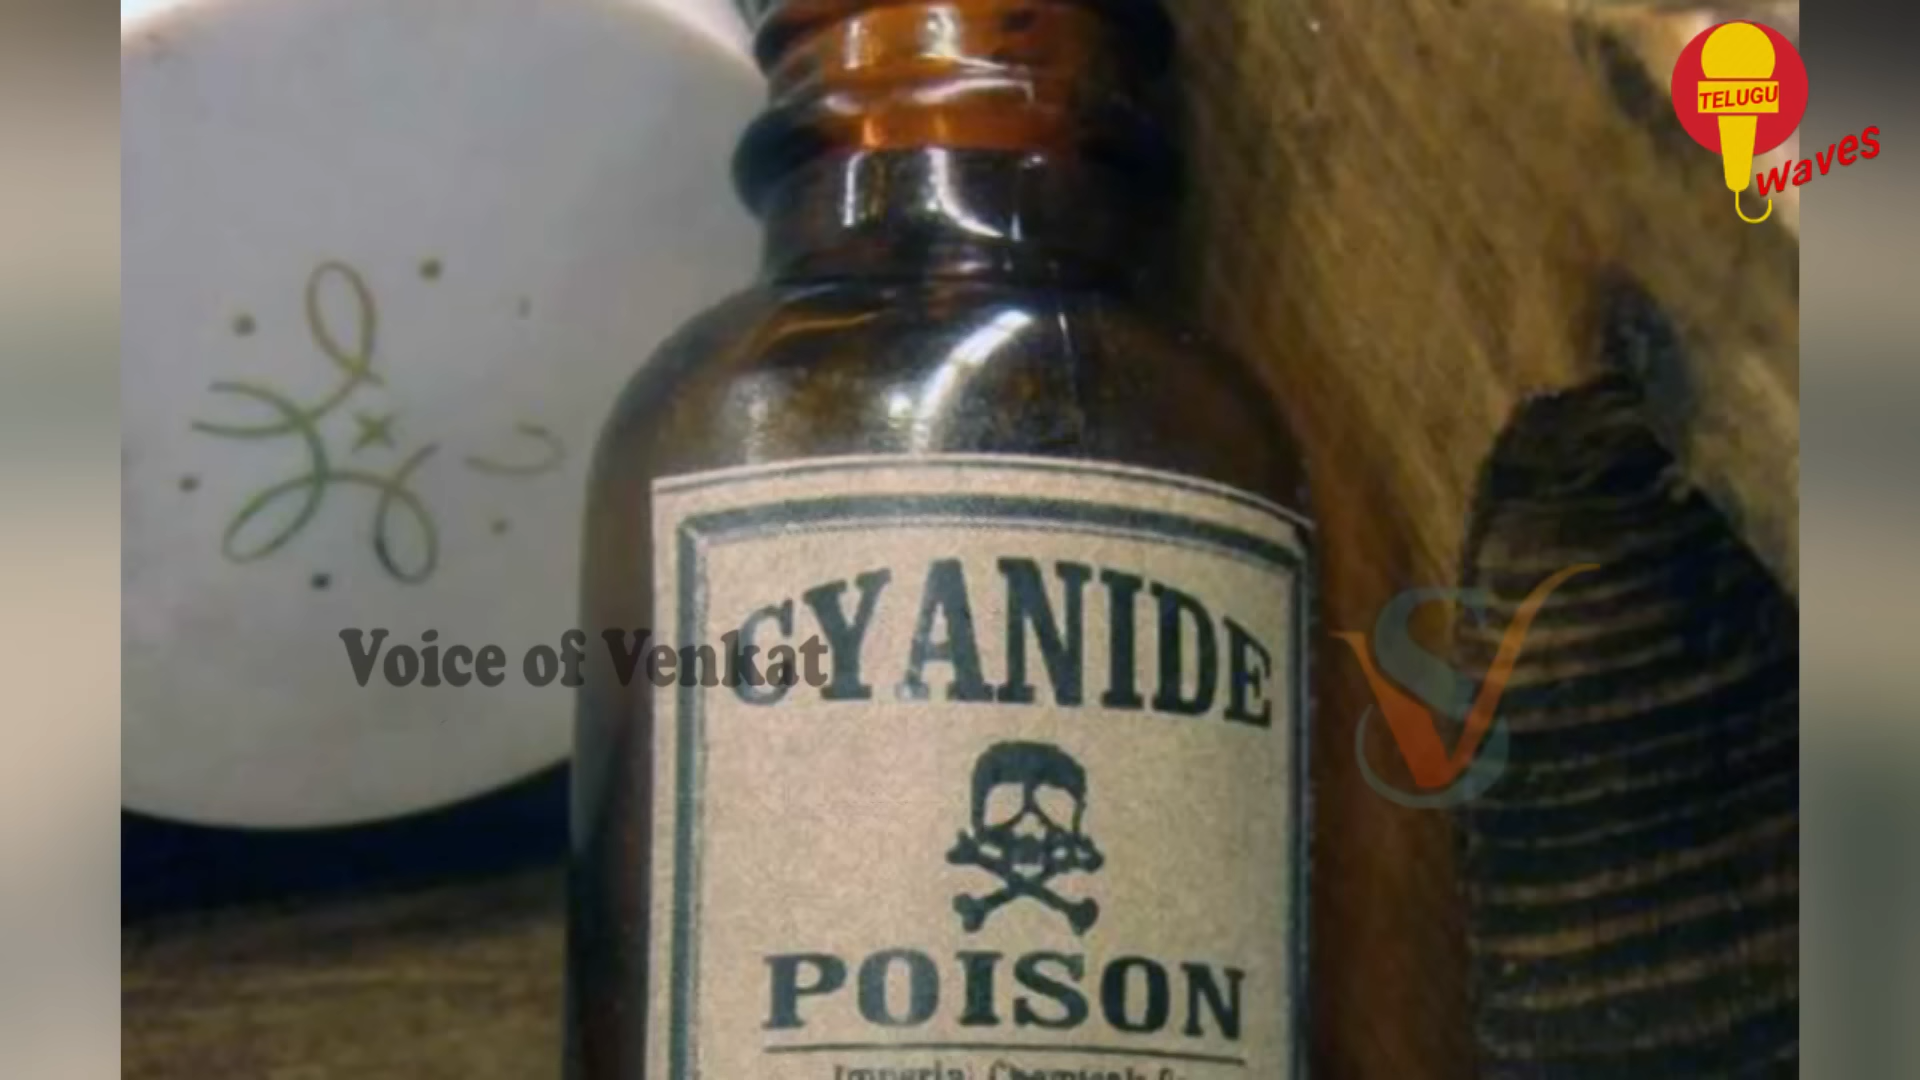 TELUGU
waves
CYANIDE
Voice of Venkat
POISON